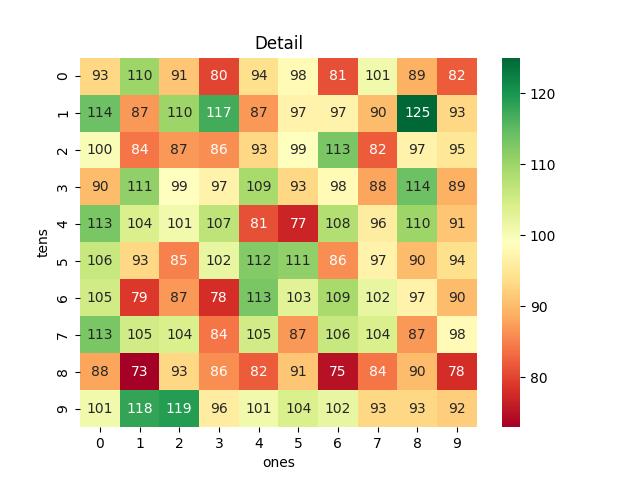 Detail
0 93 110 91 80 94 98 81 101 89 82
1 114 87 110 117 87 97 97 90 125 93
2 100 84 87 86 93 99 113 82 97 95
3 90 111 99 97 109 93 98 88 114 89
4 113 104 101 107 81 77 108 96 110 91
5 106 93 85 102 112 111 86 97 90 94
6 105 79 87 78 113 103 109 102 97 90
7 113 105 104 84 105 87 106 104 87 98
8 88 73 93 86 82 91 75 84 90 78
9 101 118 119 96 101 104 102 93 93 92
0 1 2 3 4 5 6 7 8 9
ones
tens
120
110
100
90
80